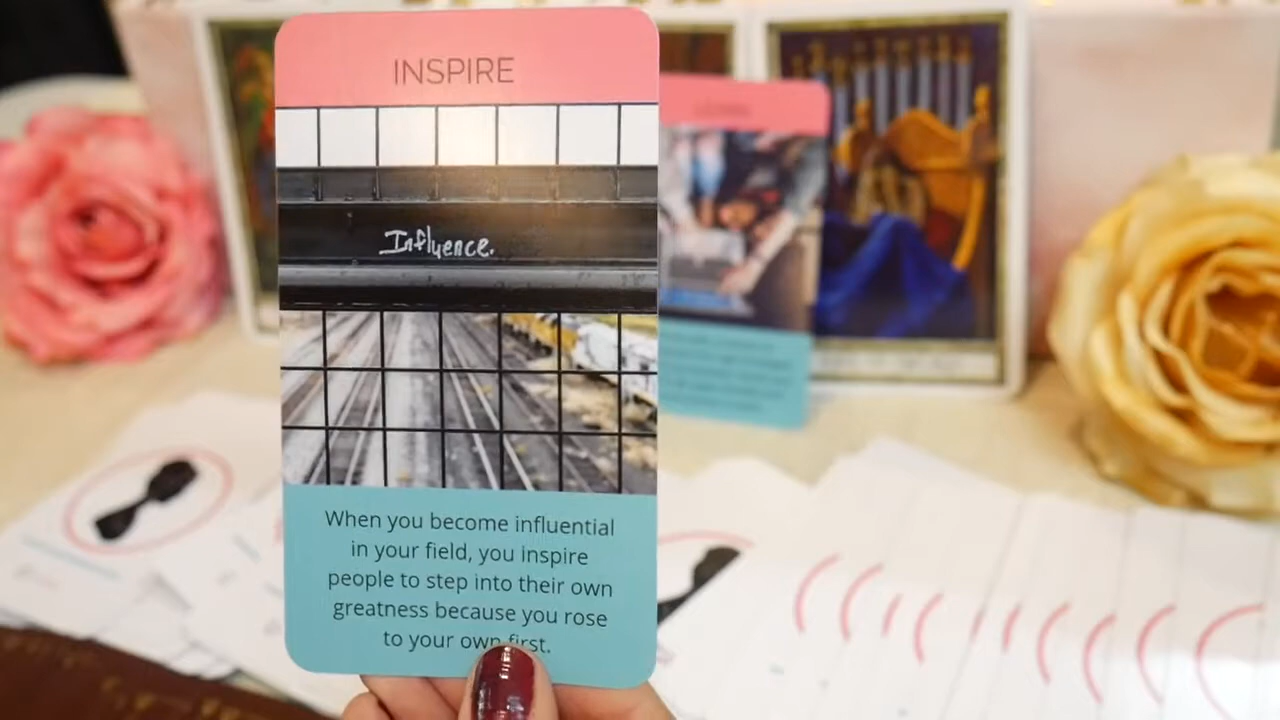 INSPIRE
Influence.
When you become influential
in your field, you inspire
people to step into their own
greatness because you rose
to your own first.